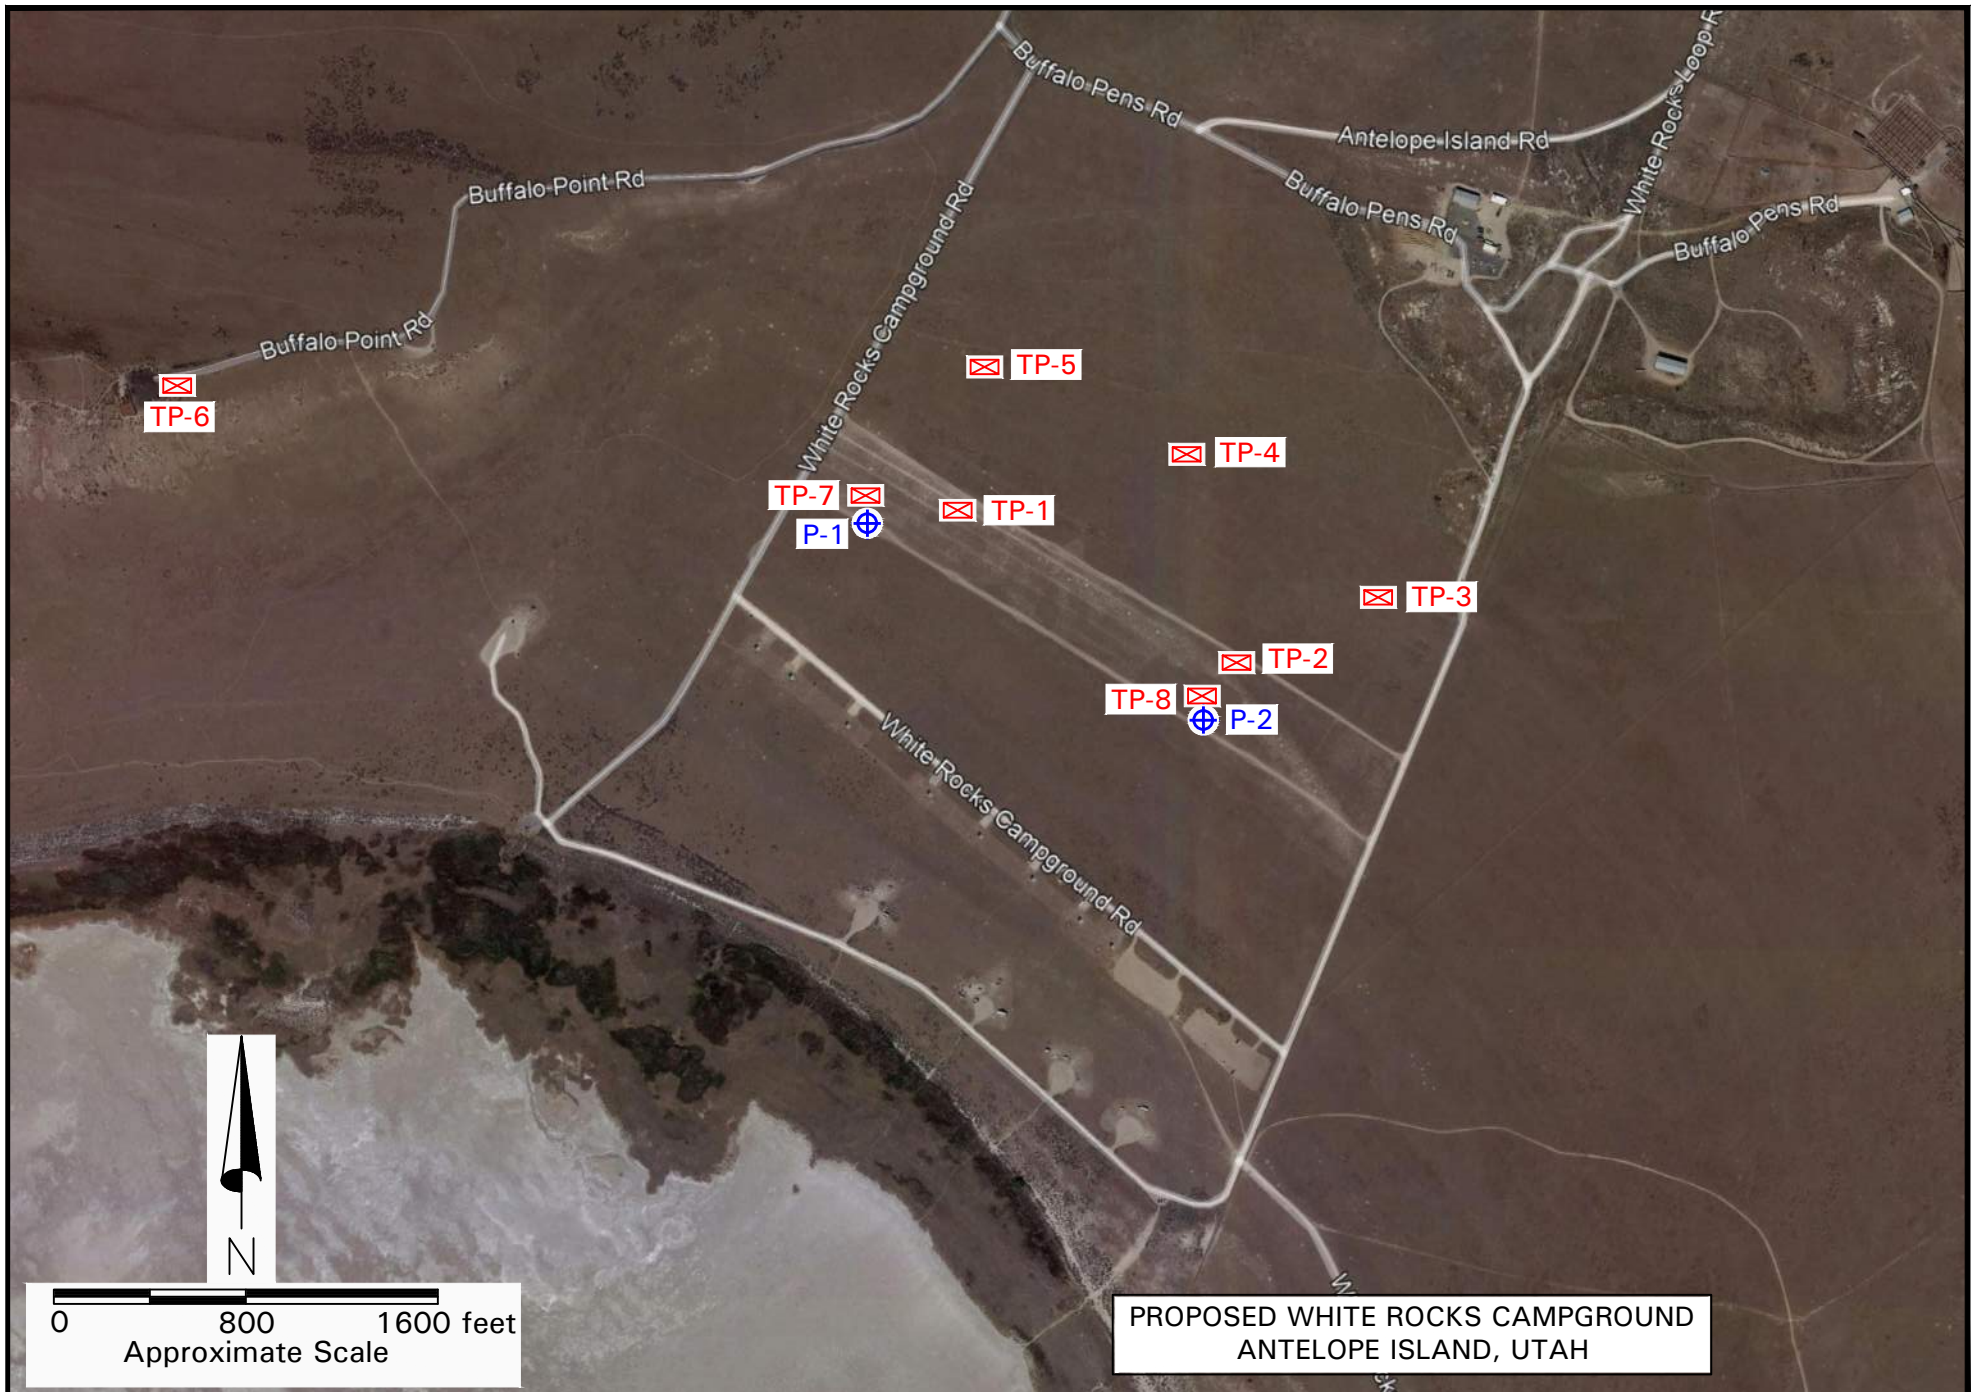 Buffalo Pens Rd
White Rocks Loop R
Antelope Island Rd
Buffalo Point Rd
Buffalo Pens Rd
Buffalo Pens Rd
White Rocks Campground Rd
Buffalo Point Rd
TP-5
TP-6
TP-4
TP-7
TP-1
P-1
TP-3
TP-2
TP-8
P-2
White Rocks Campground Rd
N
0 800 1600 feet
Approximate Scale
W
ck
PROPOSED WHITE ROCKS CAMPGROUND
ANTELOPE ISLAND, UTAH